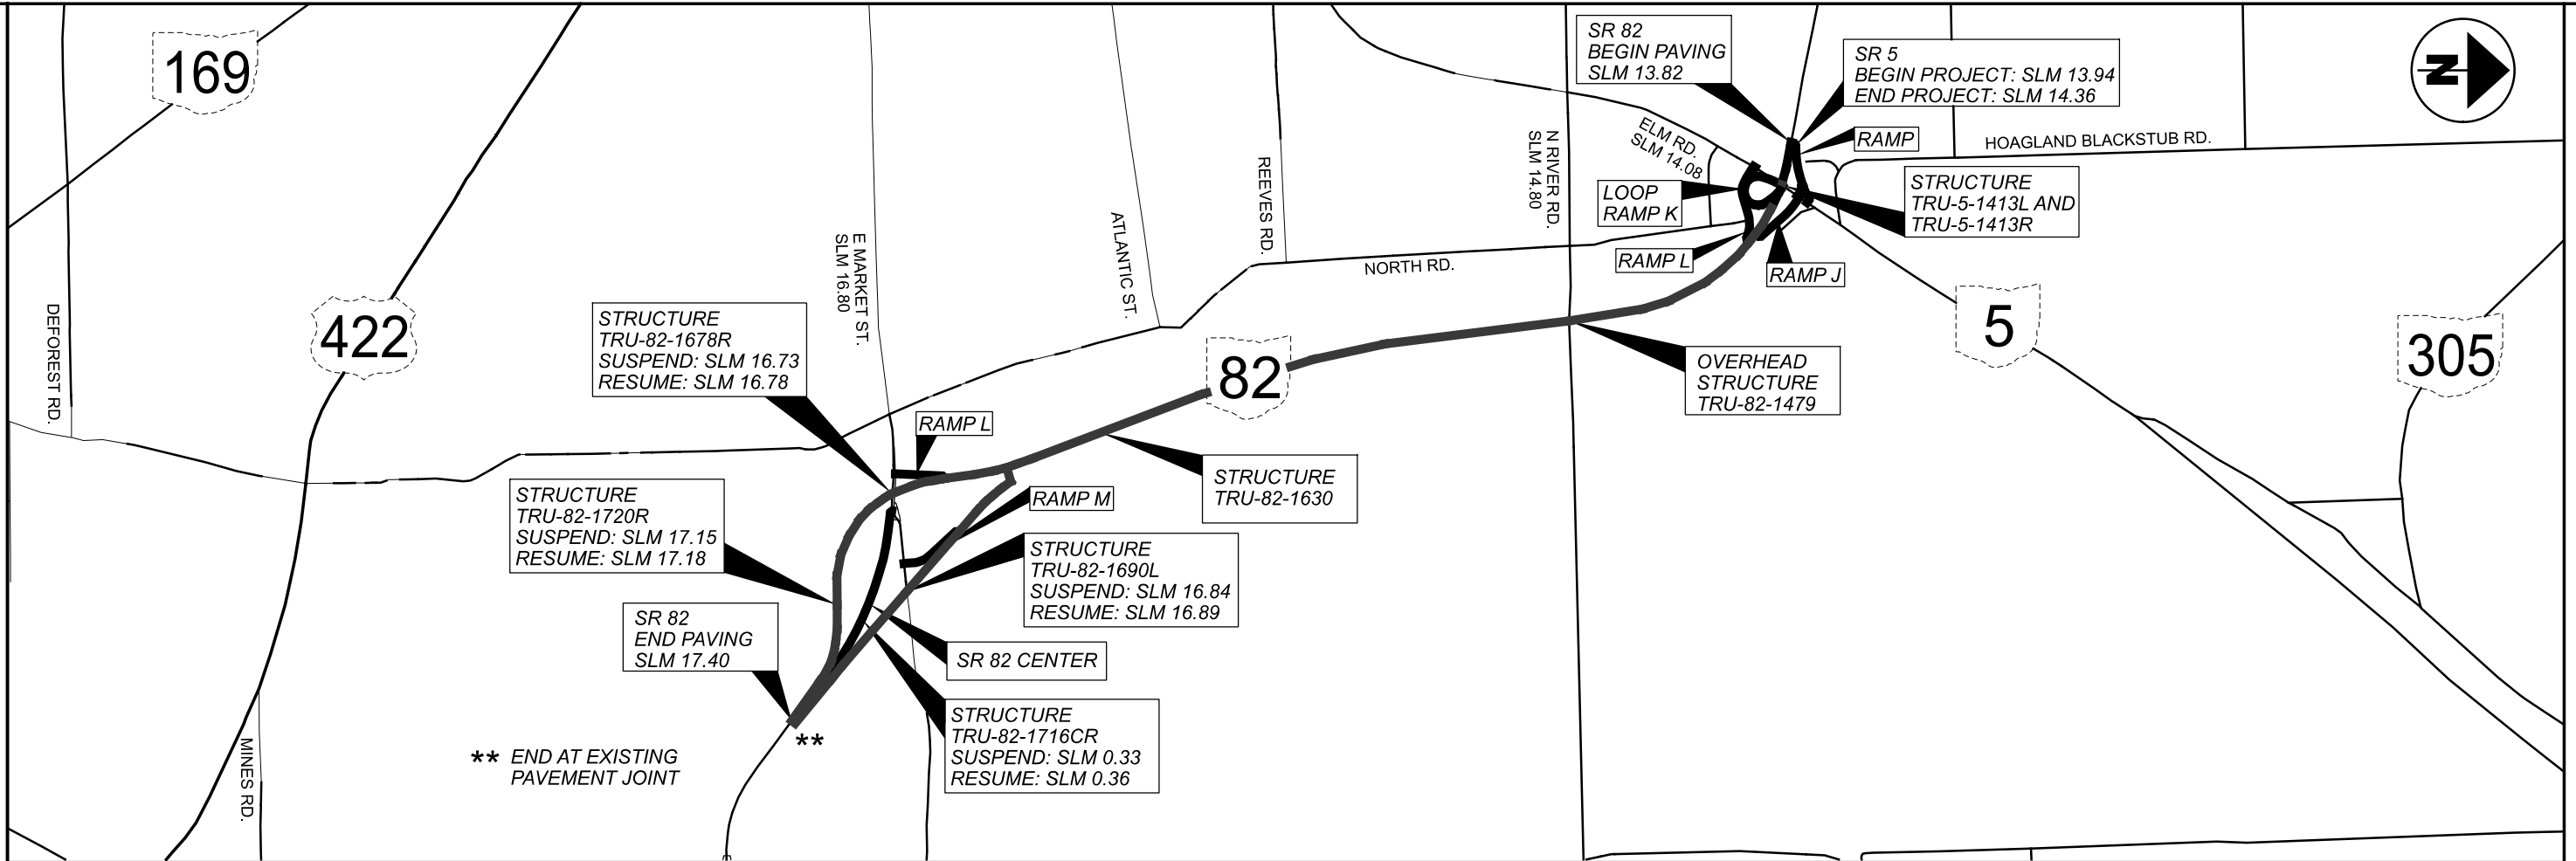 169
422
82
5
305
N
SR 82
BEGIN PAVING
SLM 13.82
SR 5
BEGIN PROJECT: SLM 13.94
END PROJECT: SLM 14.36
RAMP
HOAGLAND BLACKSTUB RD.
ELM RD.
SLM 14.08
N RIVER RD.
SLM 14.80
LOOP
RAMP K
STRUCTURE
TRU-5-1413L AND
TRU-5-1413R
RAMP L
RAMP J
REEVES RD.
ATLANTIC ST.
NORTH RD.
E MARKET ST.
SLM 16.80
DEFOREST RD.
STRUCTURE
TRU-82-1678R
SUSPEND: SLM 16.73
RESUME: SLM 16.78
OVERHEAD
STRUCTURE
TRU-82-1479
RAMP L
STRUCTURE
TRU-82-1630
STRUCTURE
TRU-82-1720R
SUSPEND: SLM 17.15
RESUME: SLM 17.18
RAMP M
STRUCTURE
TRU-82-1690L
SUSPEND: SLM 16.84
RESUME: SLM 16.89
SR 82
END PAVING
SLM 17.40
SR 82 CENTER
STRUCTURE
TRU-82-1716CR
SUSPEND: SLM 0.33
RESUME: SLM 0.36
**
** END AT EXISTING
PAVEMENT JOINT
MINES RD.